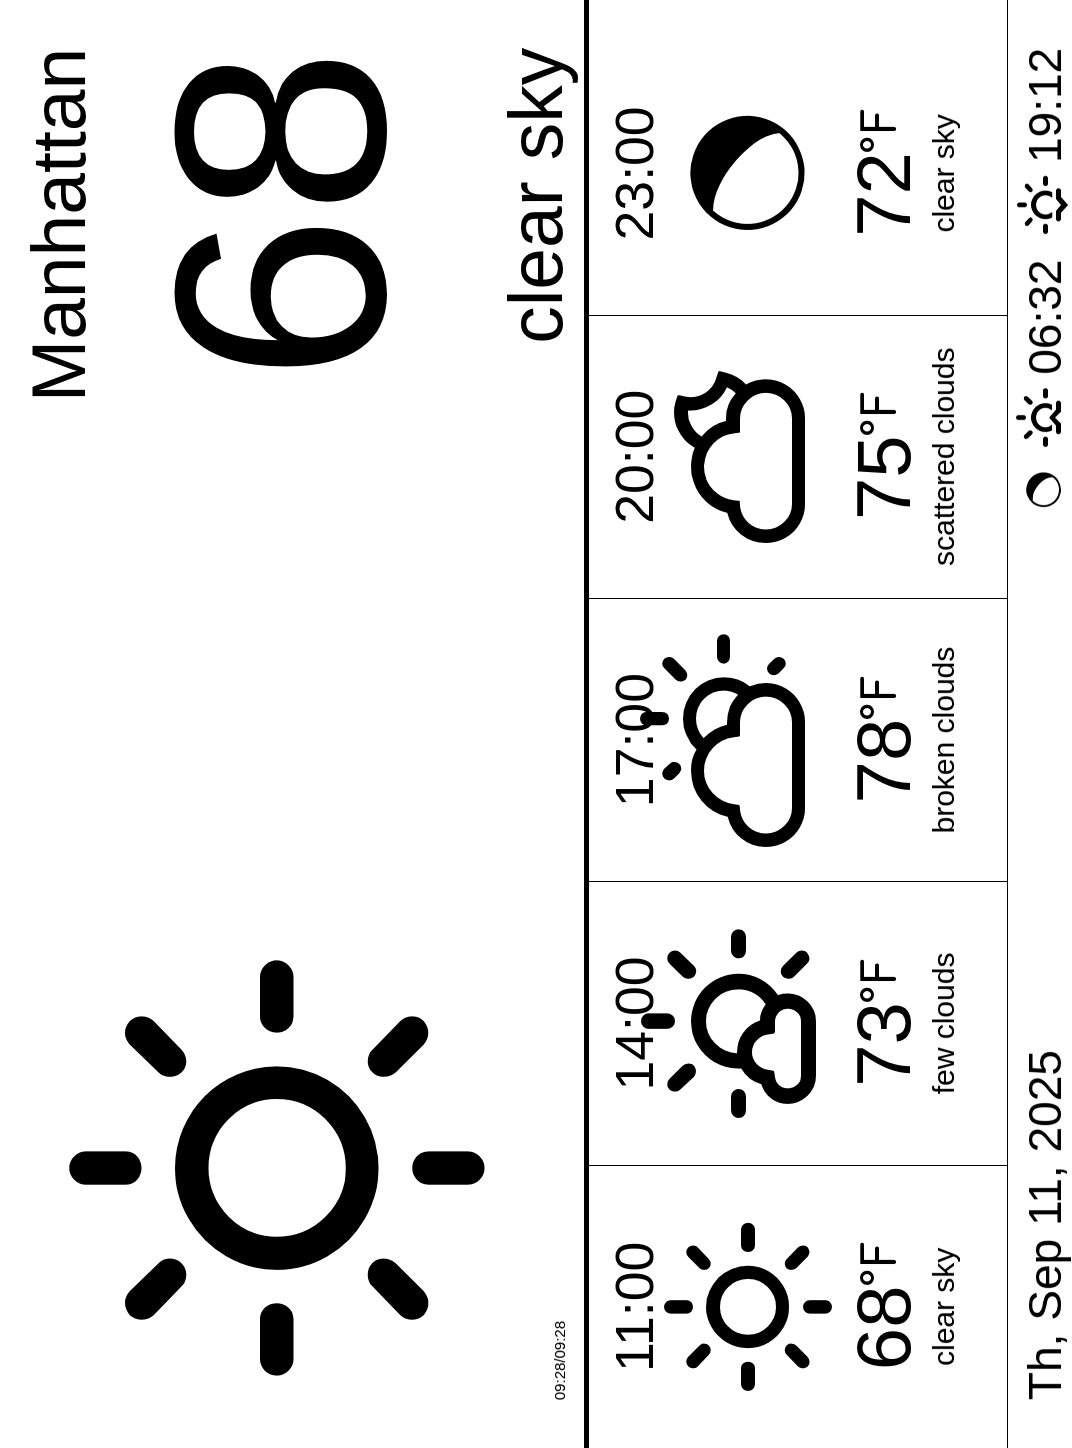 Manhattan
68
clear sky
09:28/09:28
11:00
68°F
clear sky
14:00
73°F
few clouds
17:00
78°F
broken clouds
20:00
75°F
scattered clouds
23:00
72°F
clear sky
Th, Sep 11, 2025
06:32 19:12